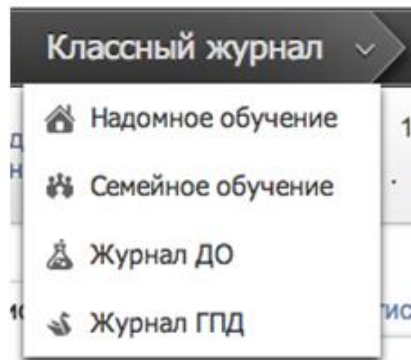 Классный журнал
Надомное обучение
Семейное обучение
Журнал ДО
Журнал ГПД